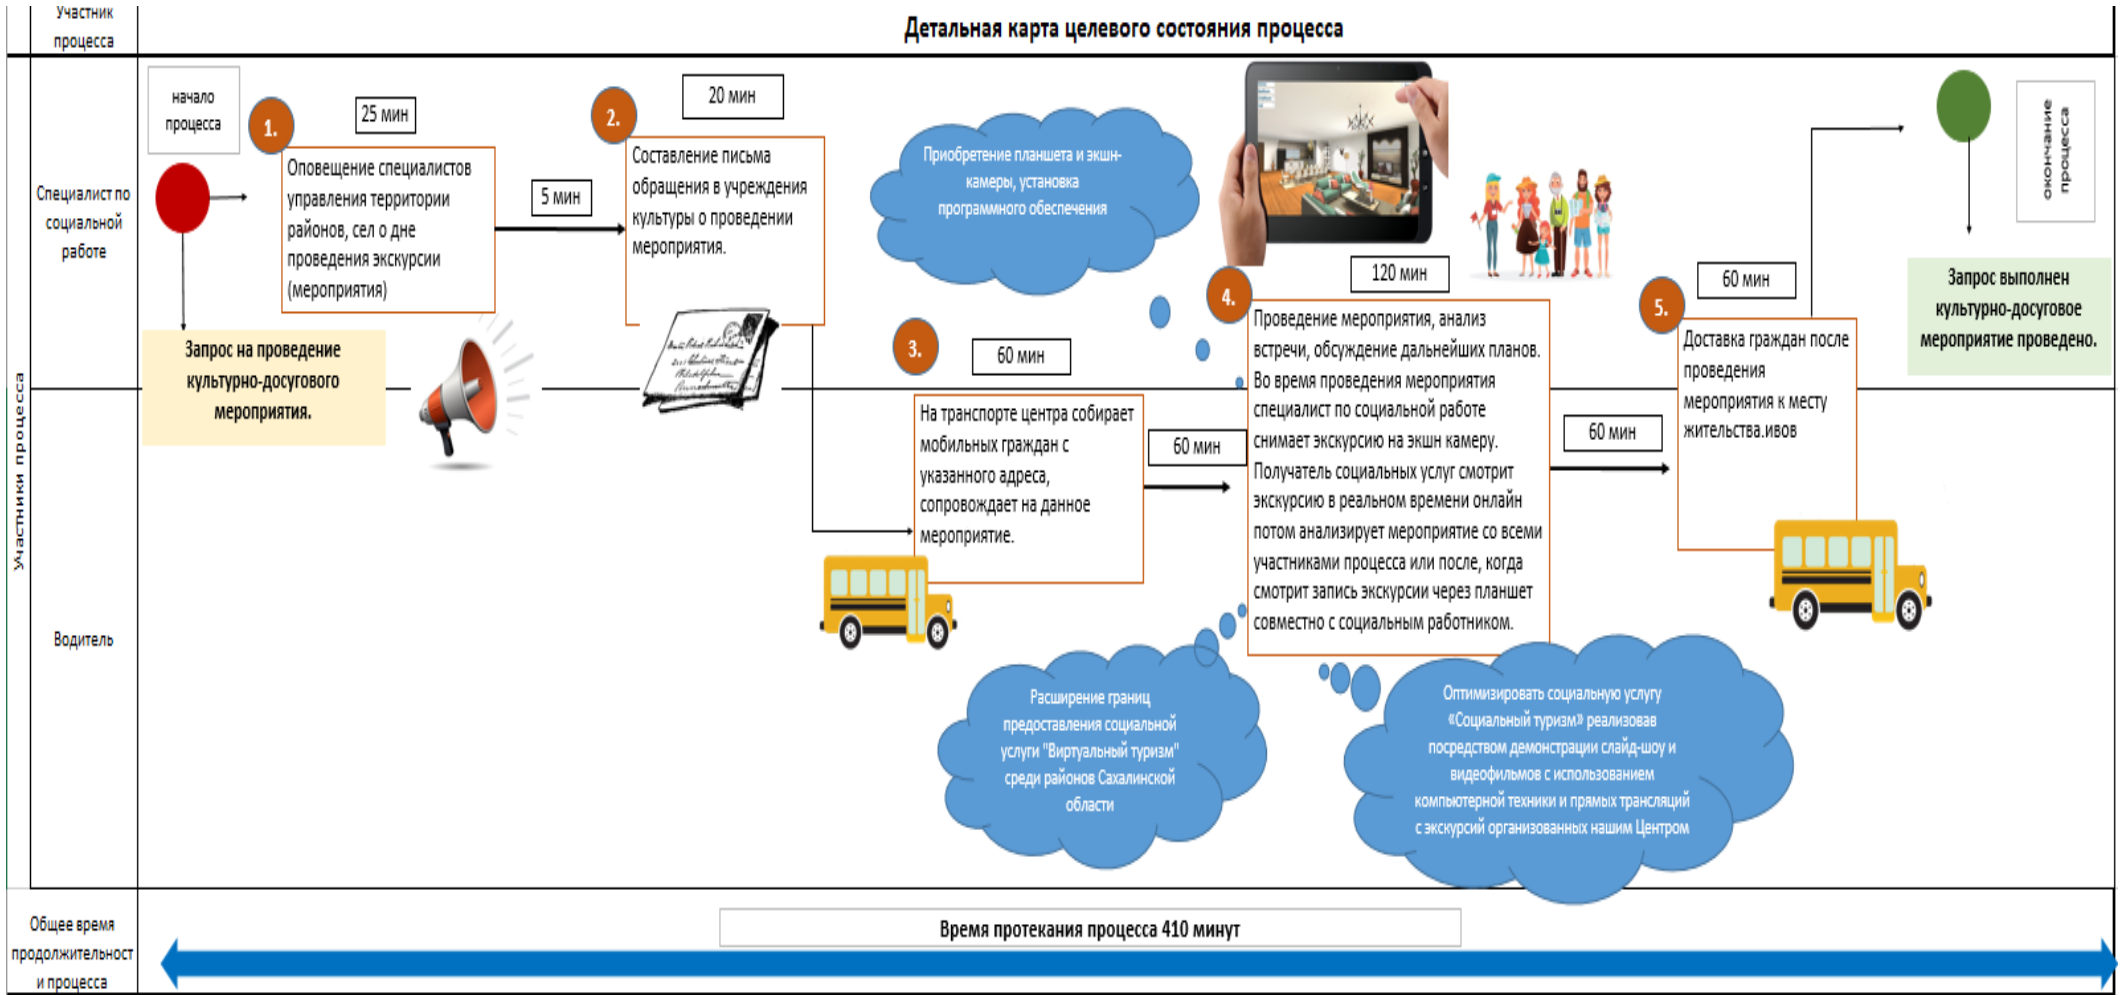 Участник
процесса
Детальная карта целевого состояния процесса
Участники процесса
Специалист по
социальной
работе
начало
процесса
1.
25 мин
Оповещение специалистов
управления территории
районов, сел о дне
проведения экскурсии
(мероприятия)
Запрос на проведение
культурно-досугового
мероприятия.
5 мин
2.
20 мин
Составление письма
обращения в учреждения
культуры о проведении
мероприятия.
Приобретение планшета и экшн-
камеры, установка
программного обеспечения
3.
60 мин
На транспорте центра собирает
мобильных граждан с
указанного адреса,
сопровождает на данное
мероприятие.
60 мин
4.
120 мин
Проведение мероприятия, анализ
встречи, обсуждение дальнейших планов.
Во время проведения мероприятия
специалист по социальной работе
снимает экскурсию на экшн камеру.
Получатель социальных услуг смотрит
экскурсию в реальном времени онлайн
потом анализирует мероприятие со всеми
участниками процесса или после, когда
смотрит запись экскурсии через планшет
совместно с социальным работником.
60 мин
5.
60 мин
Доставка граждан после
проведения
мероприятия к месту
жительства.ивов
окончание
процесса
Запрос выполнен
культурно-досуговое
мероприятие проведено.
Водитель
Расширение границ
предоставления социальной
услуги "Виртуальный туризм"
среди районов Сахалинской
области
Оптимизировать социальную услугу
«Социальный туризм» реализовав
посредством демонстрации слайд-шоу и
видеофильмов с использованием
компьютерной техники и прямых трансляций
с экскурсий организованных нашим Центром
Общее время
продолжительност
и процесса
Время протекания процесса 410 минут